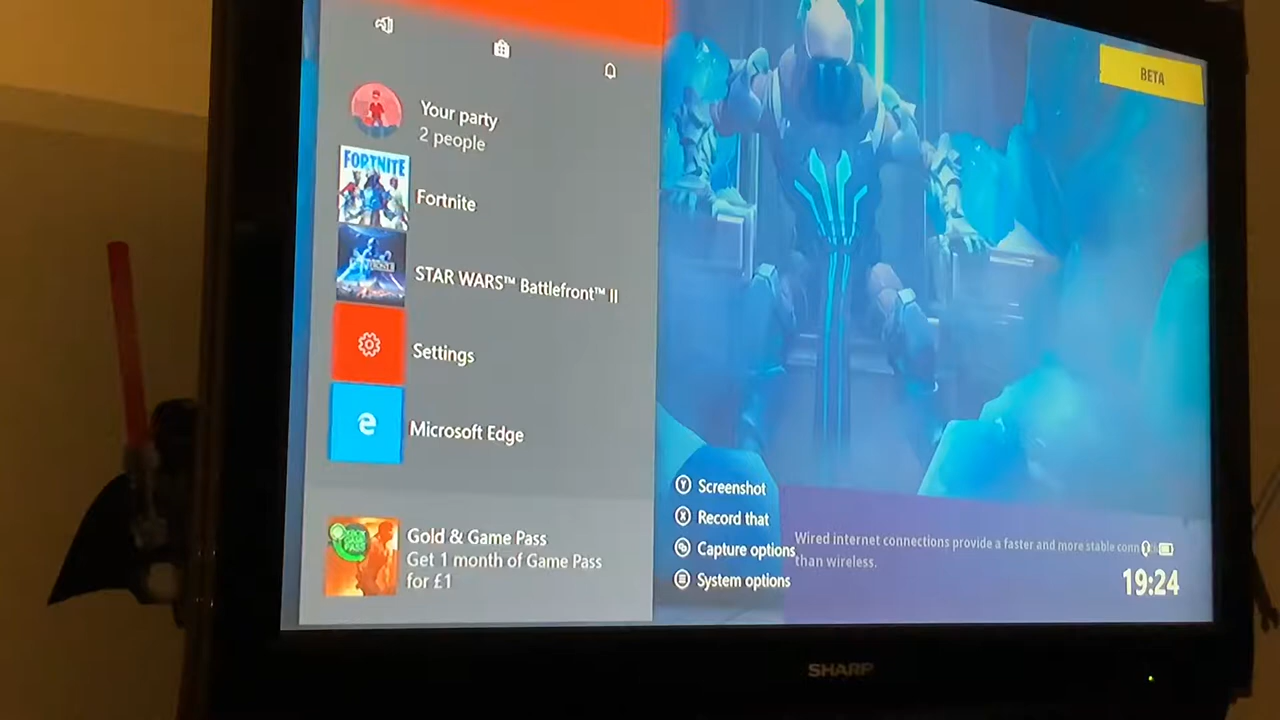 BETA
Your party
2 people
FORTNITE
Fortnite
STAR WARS™ Battlefront™ II
Settings
Microsoft Edge
Gold & Game Pass
Get 1 month of Game Pass
for £1
Screenshot
Record that
Capture options
System options
Wired internet connections provide a faster and more stable conn
than wireless.
19:24
SHARP